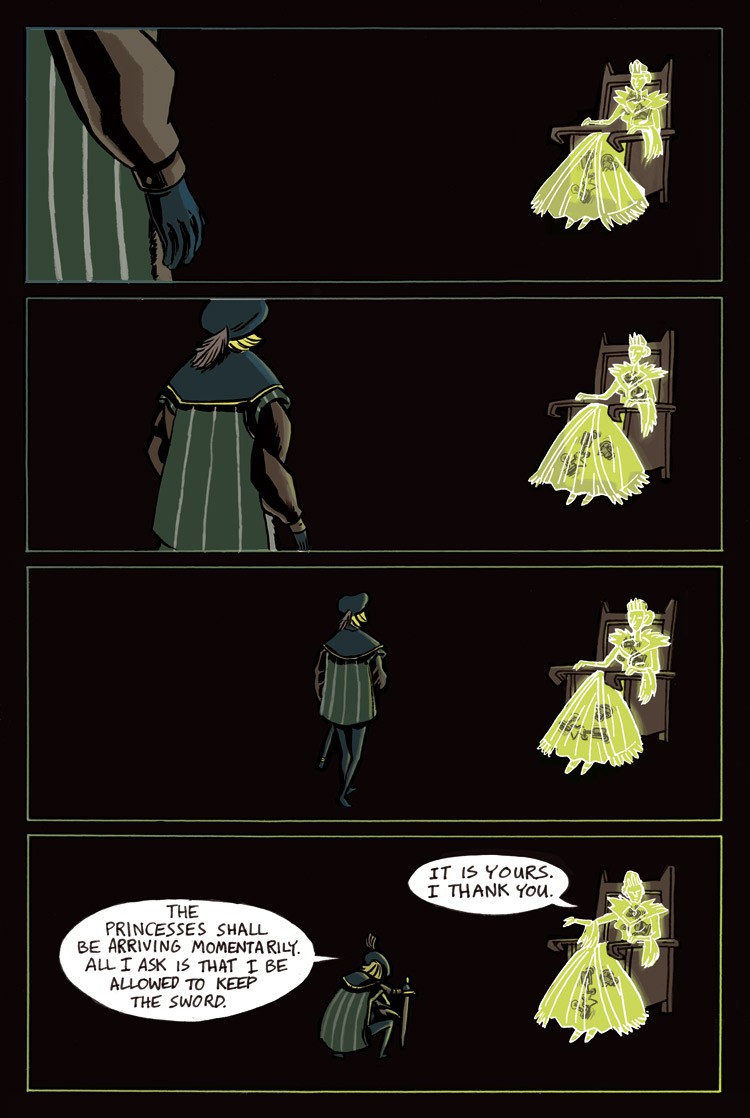 THE
PRINCESSES SHALL
BE ARRIVING MOMENTARILY.
ALL I ASK IS THAT I BE
ALLOWED TO KEEP
THE SWORD.
IT IS YOURS.
I THANK YOU.